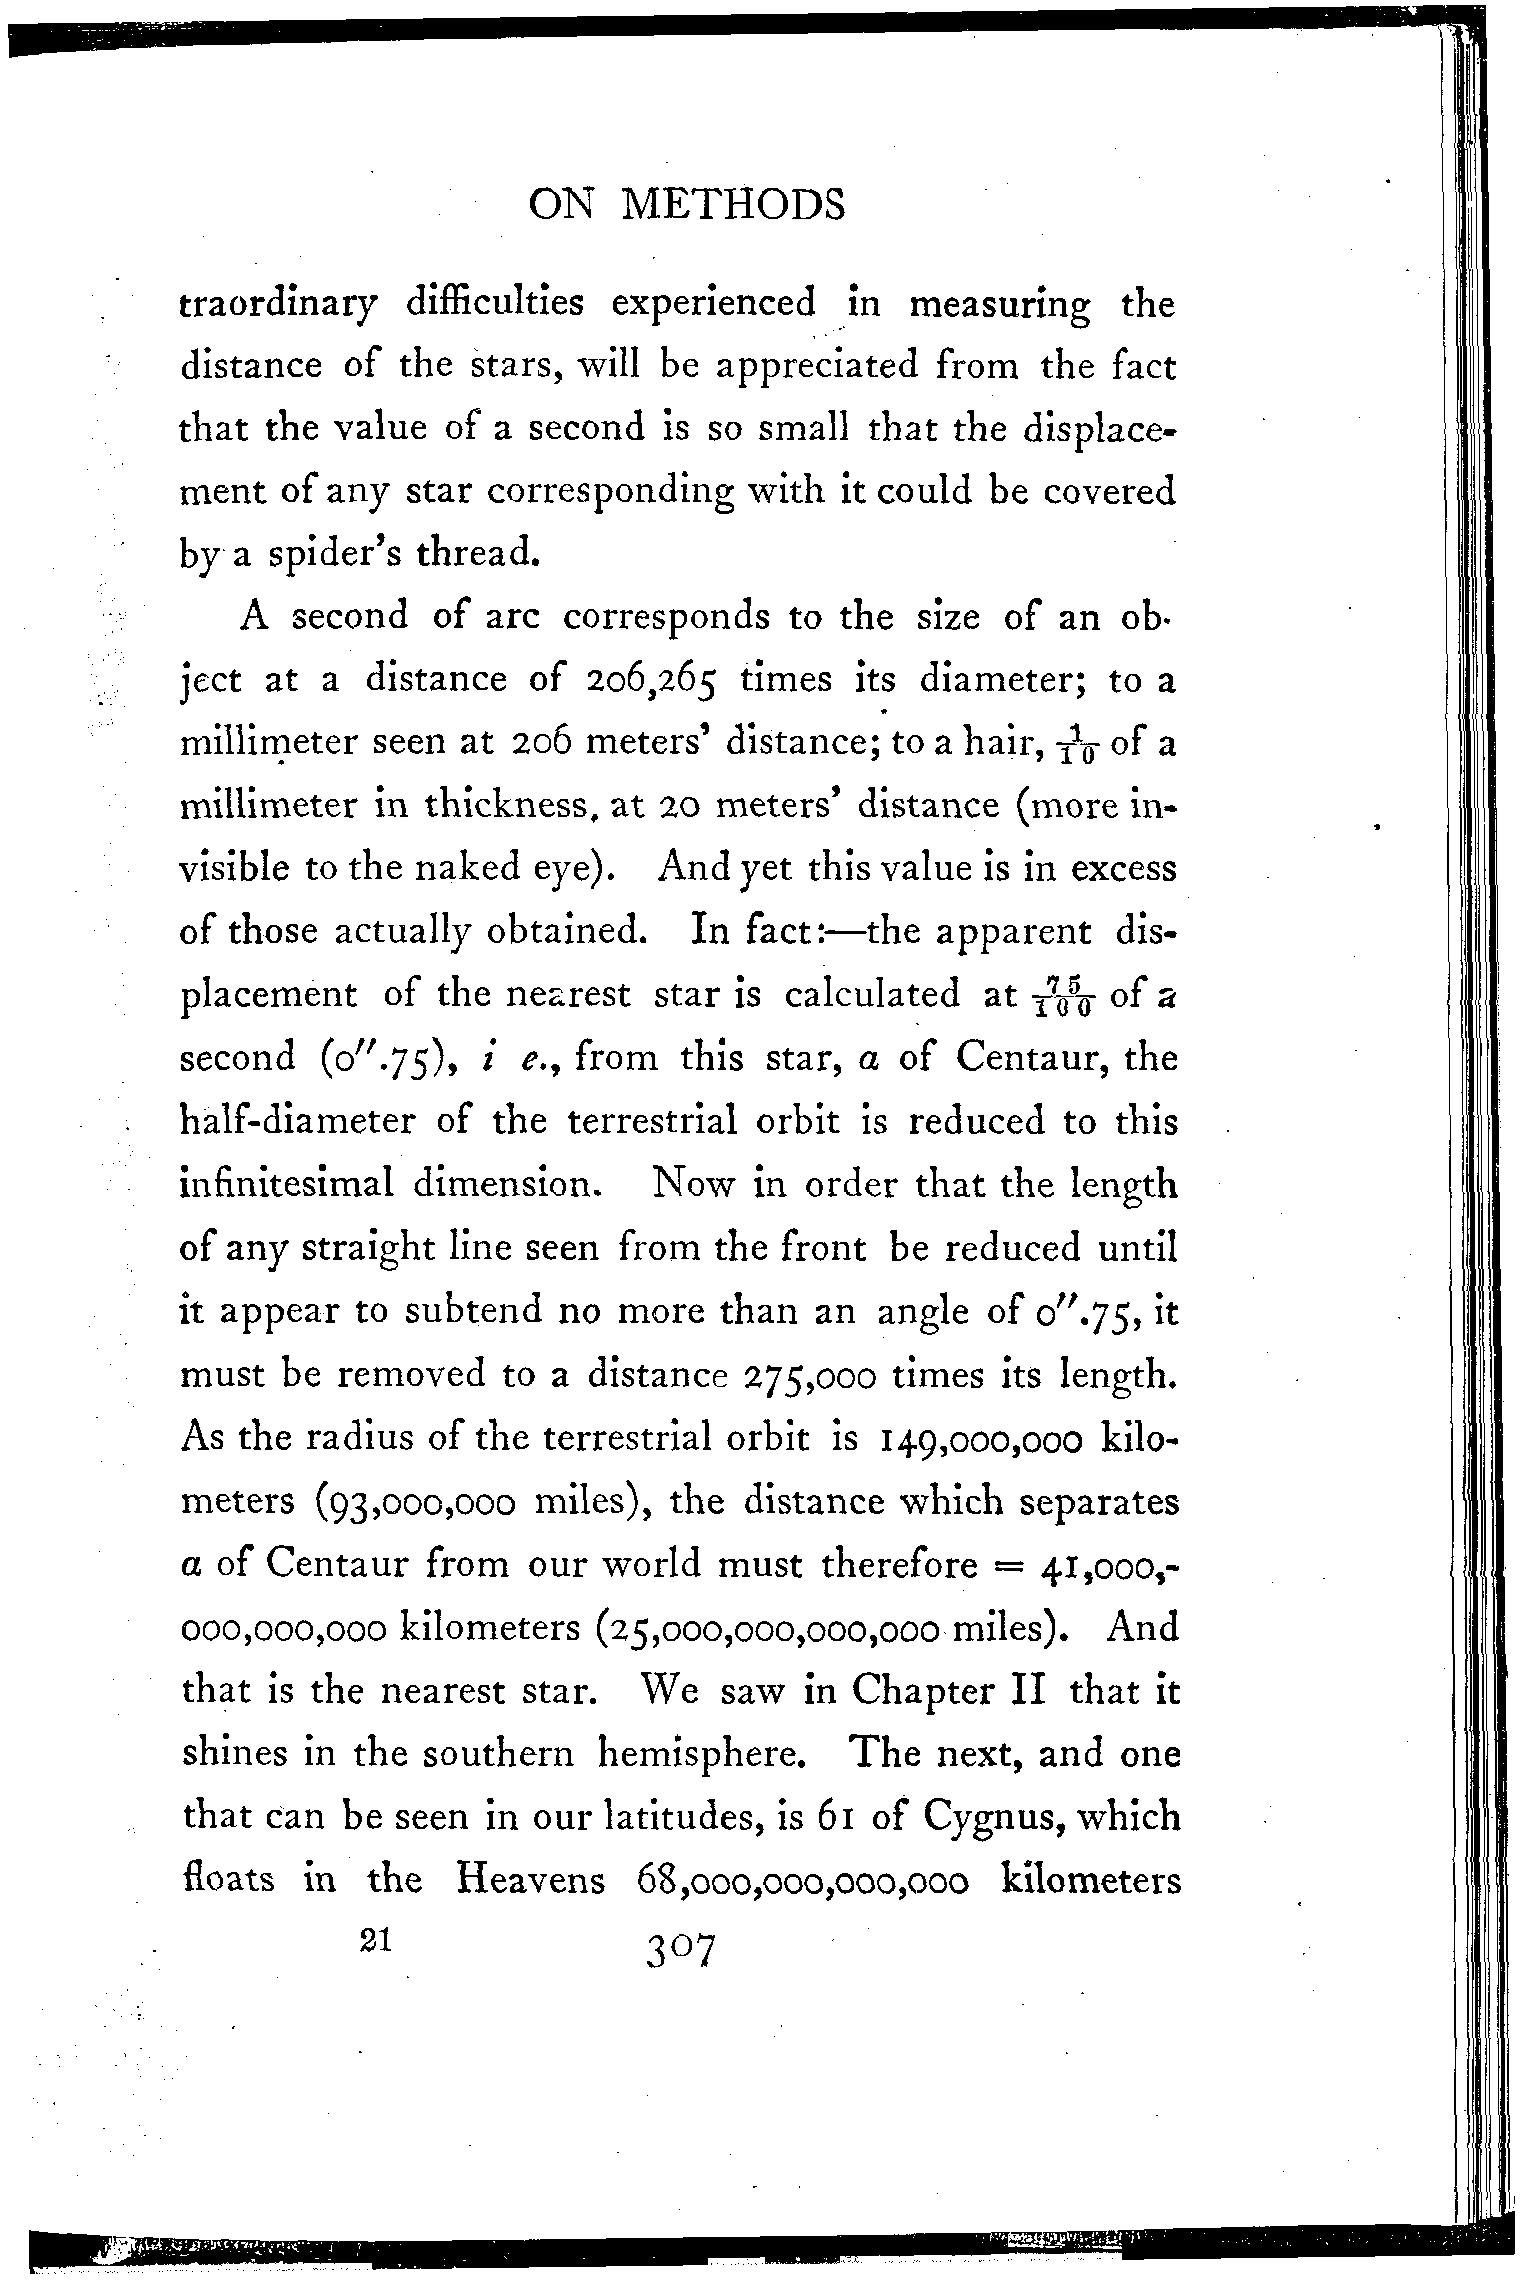 ON METHODS
traordinary difficulties experienced in measuring the
distance of the stars, will be appreciated from the fact
that the value of a second is so small that the displace-
ment of any star corresponding with it could be covered
by a spider's thread.
A second of arc corresponds to the size of an ob-
ject at a distance of 206,265 times its diameter; to a
millimeter seen at 206 meters' distance; to a hair, 1/10 of a
millimeter in thickness, at 20 meters' distance (more in-
visible to the naked eye). And yet this value is in excess
of those actually obtained. In fact:—the apparent dis-
placement of the nearest star is calculated at 75/100 of a
second (0″.75), i e., from this star, α of Centaur, the
half-diameter of the terrestrial orbit is reduced to this
infinitesimal dimension. Now in order that the length
of any straight line seen from the front be reduced until
it appear to subtend no more than an angle of 0″.75, it
must be removed to a distance 275,000 times its length.
As the radius of the terrestrial orbit is 149,000,000 kilo-
meters (93,000,000 miles), the distance which separates
α of Centaur from our world must therefore = 41,000,-
000,000,000 kilometers (25,000,000,000,000 miles). And
that is the nearest star. We saw in Chapter II that it
shines in the southern hemisphere. The next, and one
that can be seen in our latitudes, is 61 of Cygnus, which
floats in the Heavens 68,000,000,000,000 kilometers
21 307